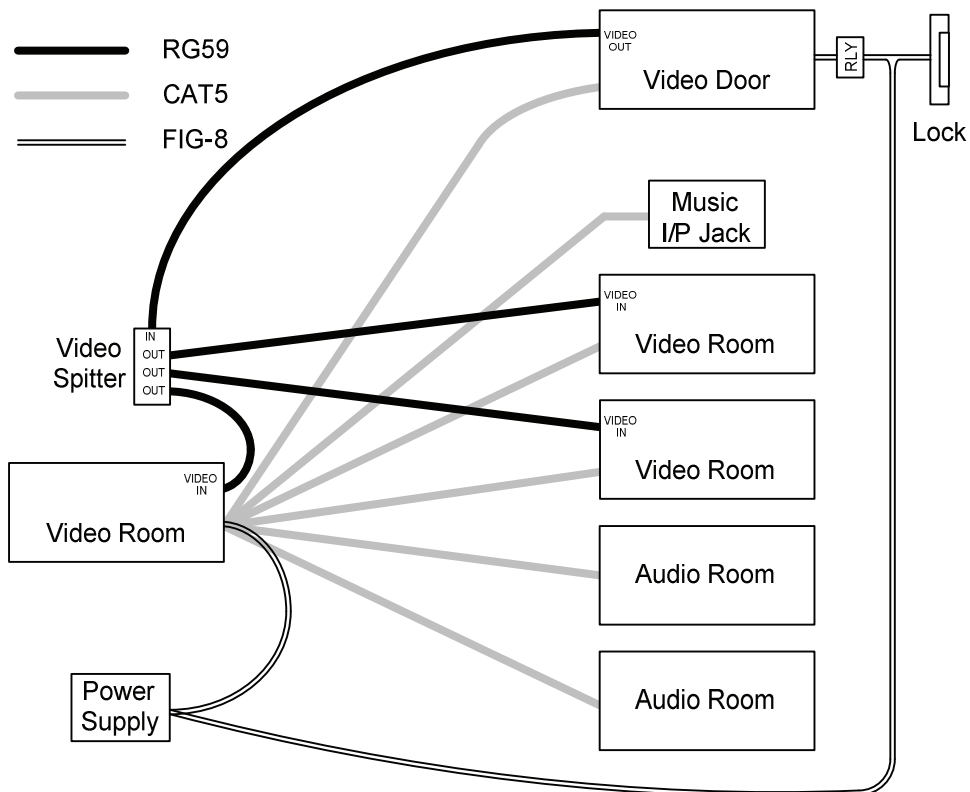 RG59
CAT5
FIG-8
VIDEO
OUT
Video Door
RLY
Lock
Music
I/P Jack
VIDEO
IN
Video Room
IN
OUT
OUT
OUT
Video
Spitter
VIDEO
IN
Video Room
VIDEO
IN
Video Room
Audio Room
Power
Supply
Audio Room